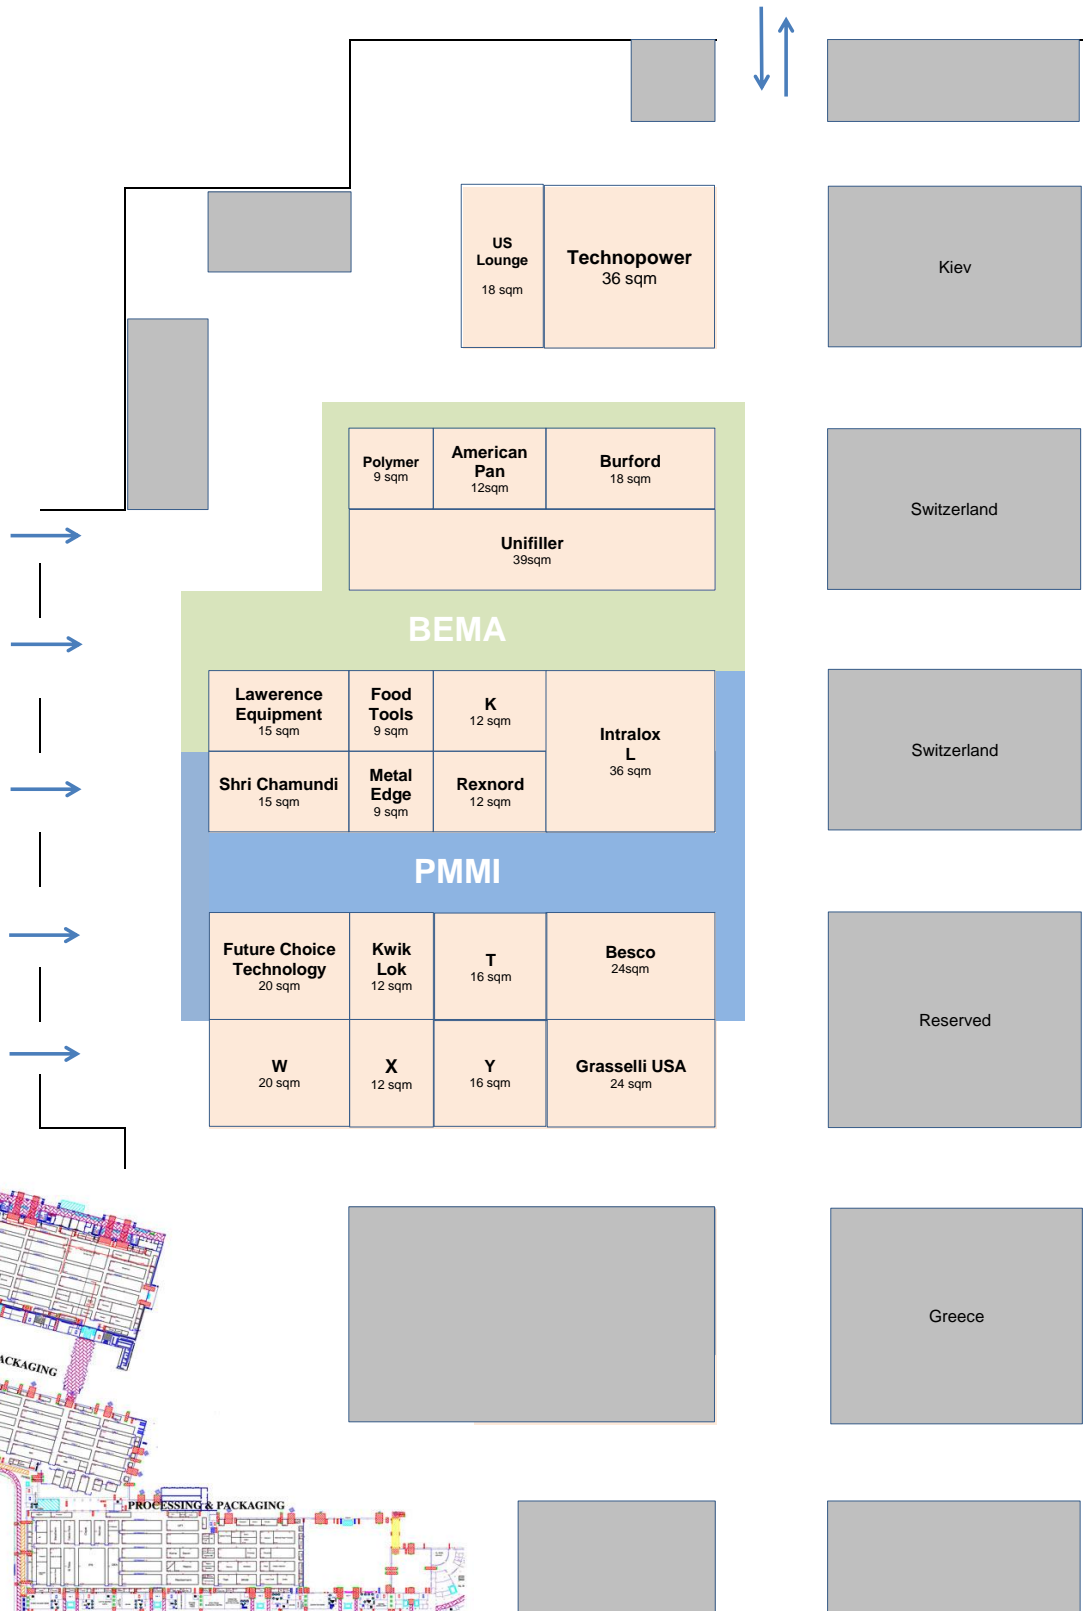 US
Lounge
18 sqm
Technopower
36 sqm
Kiev
Polymer
9 sqm
American
Pan
12sqm
Burford
18 sqm
Unifiller
39sqm
Switzerland
BEMA
Lawerence
Equipment
15 sqm
Food
Tools
9 sqm
K
12 sqm
Intralox
L
36 sqm
Shri Chamundi
15 sqm
Metal
Edge
9 sqm
Rexnord
12 sqm
Switzerland
PMMI
Future Choice
Technology
20 sqm
Kwik
Lok
12 sqm
T
16 sqm
Besco
24sqm
Reserved
W
20 sqm
X
12 sqm
Y
16 sqm
Grasselli USA
24 sqm
Greece
PROCESSING & PACKAGING